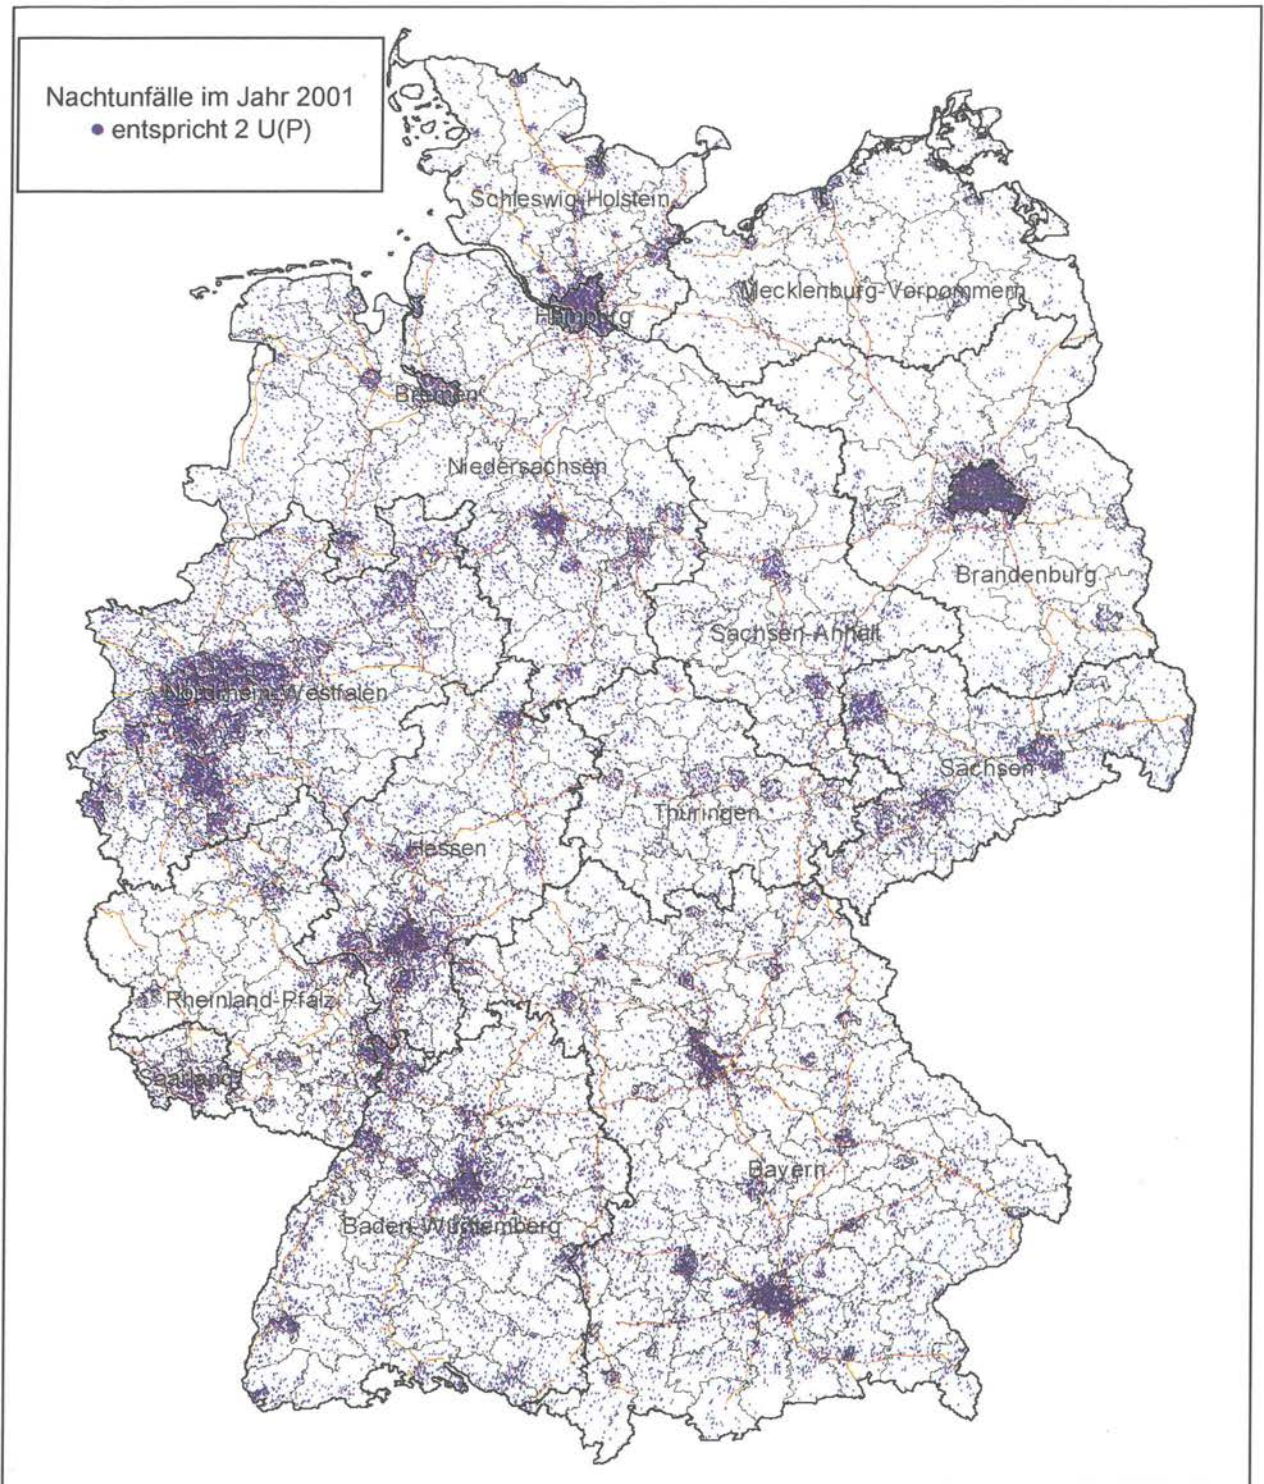 Nachtunfälle im Jahr 2001
• entspricht 2 U(P)
Schleswig-Holstein
Mecklenburg-Vorpommern
Hamburg
Bremen
Niedersachsen
Brandenburg
Sachsen-Anhalt
Nordrhein-Westfalen
Sachsen
Thüringen
Hessen
Rheinland-Pfalz
Saarland
Bayern
Baden-Württemberg